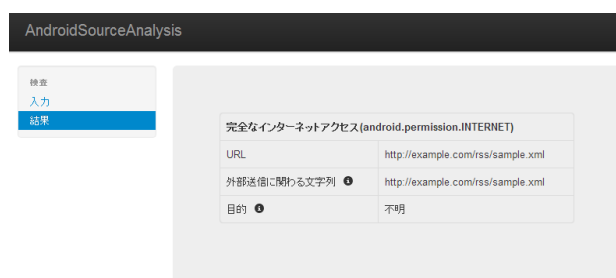 AndroidSourceAnalysis
検査
入力
結果
完全なインターネットアクセス(android.permission.INTERNET)
URL http://example.com/rss/sample.xml
外部送信に関わる文字列 http://example.com/rss/sample.xml
目的 不明